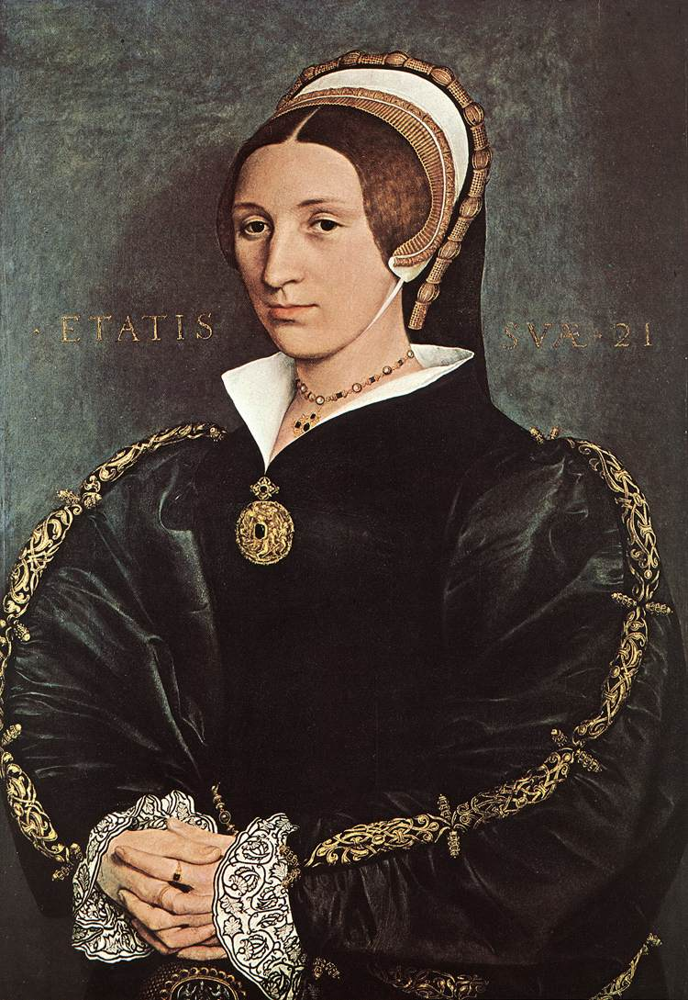 · ETATIS SVÆ · 21